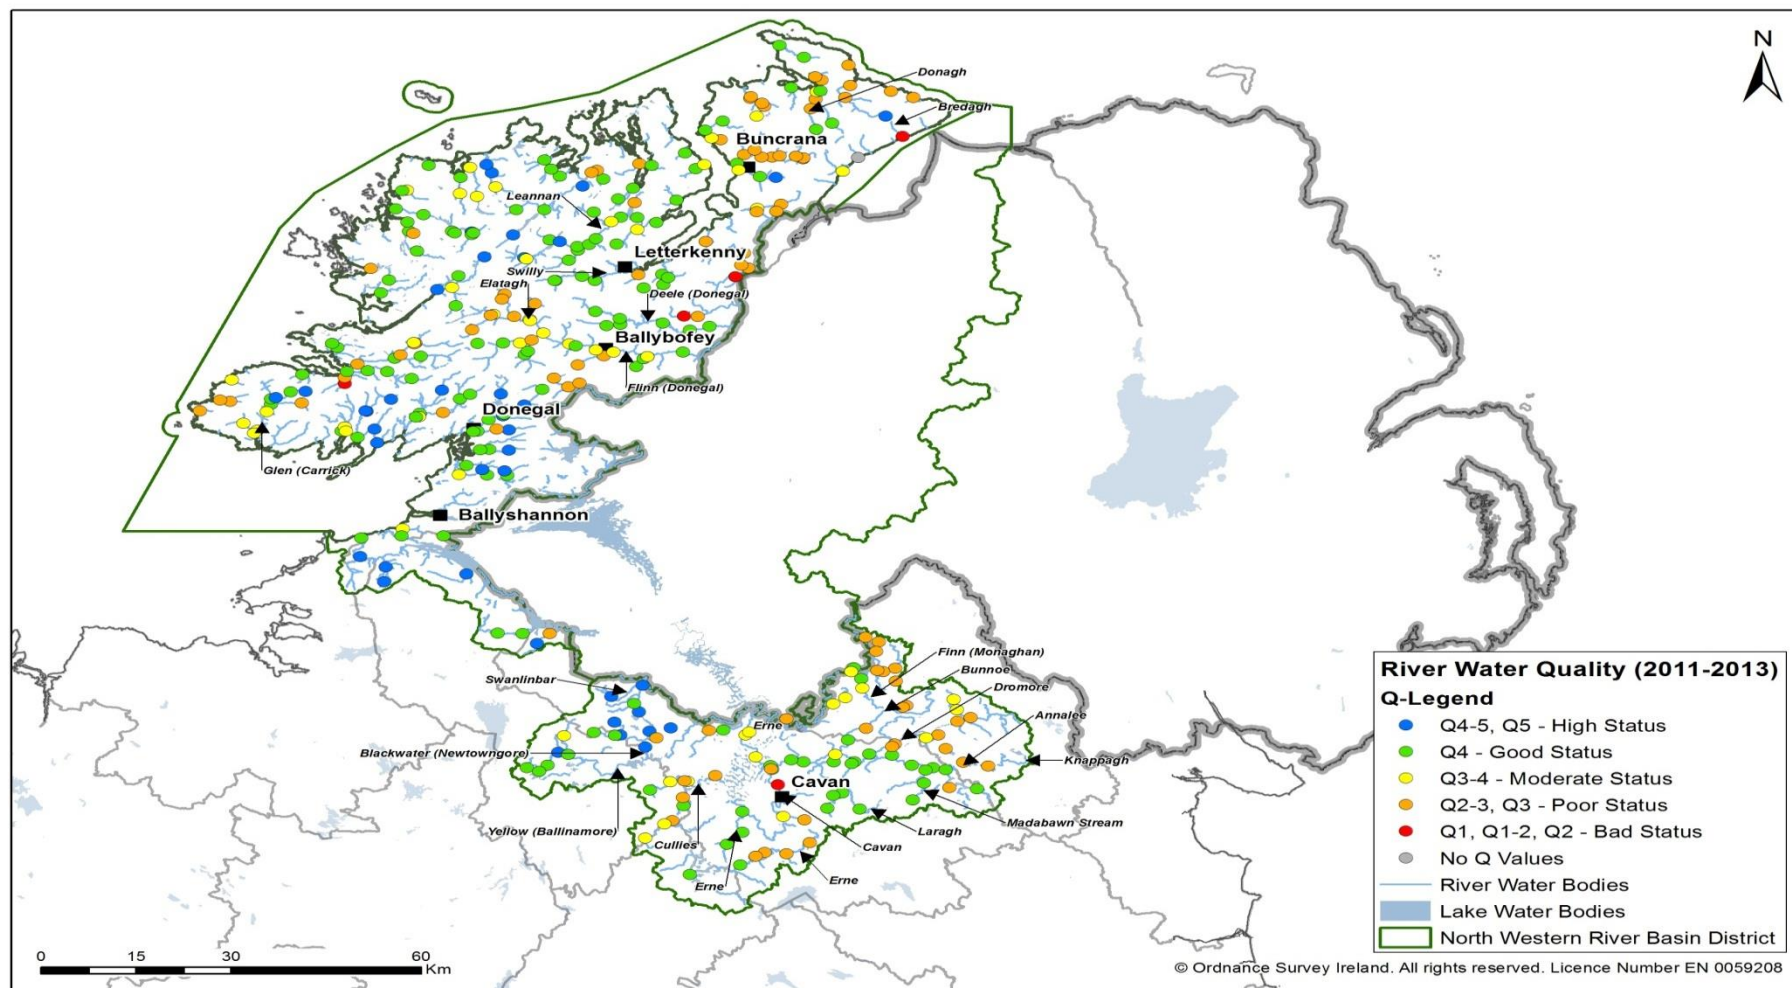 N
Donagh
Bredagh
Buncrana
Leannan
Letterkenny
Swilly
Elatagh
Deele (Donegal)
Ballybofey
Flinn (Donegal)
Donegal
Glen (Carrick)
Ballyshannon
Finn (Monaghan)
Bunnoe
Swanlinbar
Dromore
Annalee
Erne
Blackwater (Newtowngore)
Knappagh
Cavan
Yellow (Ballinamore)
Laragh
Madabawn Stream
Cullies
Cavan
Erne
Erne
River Water Quality (2011-2013)
Q-Legend
Q4-5, Q5 - High Status
Q4 - Good Status
Q3-4 - Moderate Status
Q2-3, Q3 - Poor Status
Q1, Q1-2, Q2 - Bad Status
No Q Values
River Water Bodies
Lake Water Bodies
North Western River Basin District
0 15 30 60
Km
© Ordnance Survey Ireland. All rights reserved. Licence Number EN 0059208